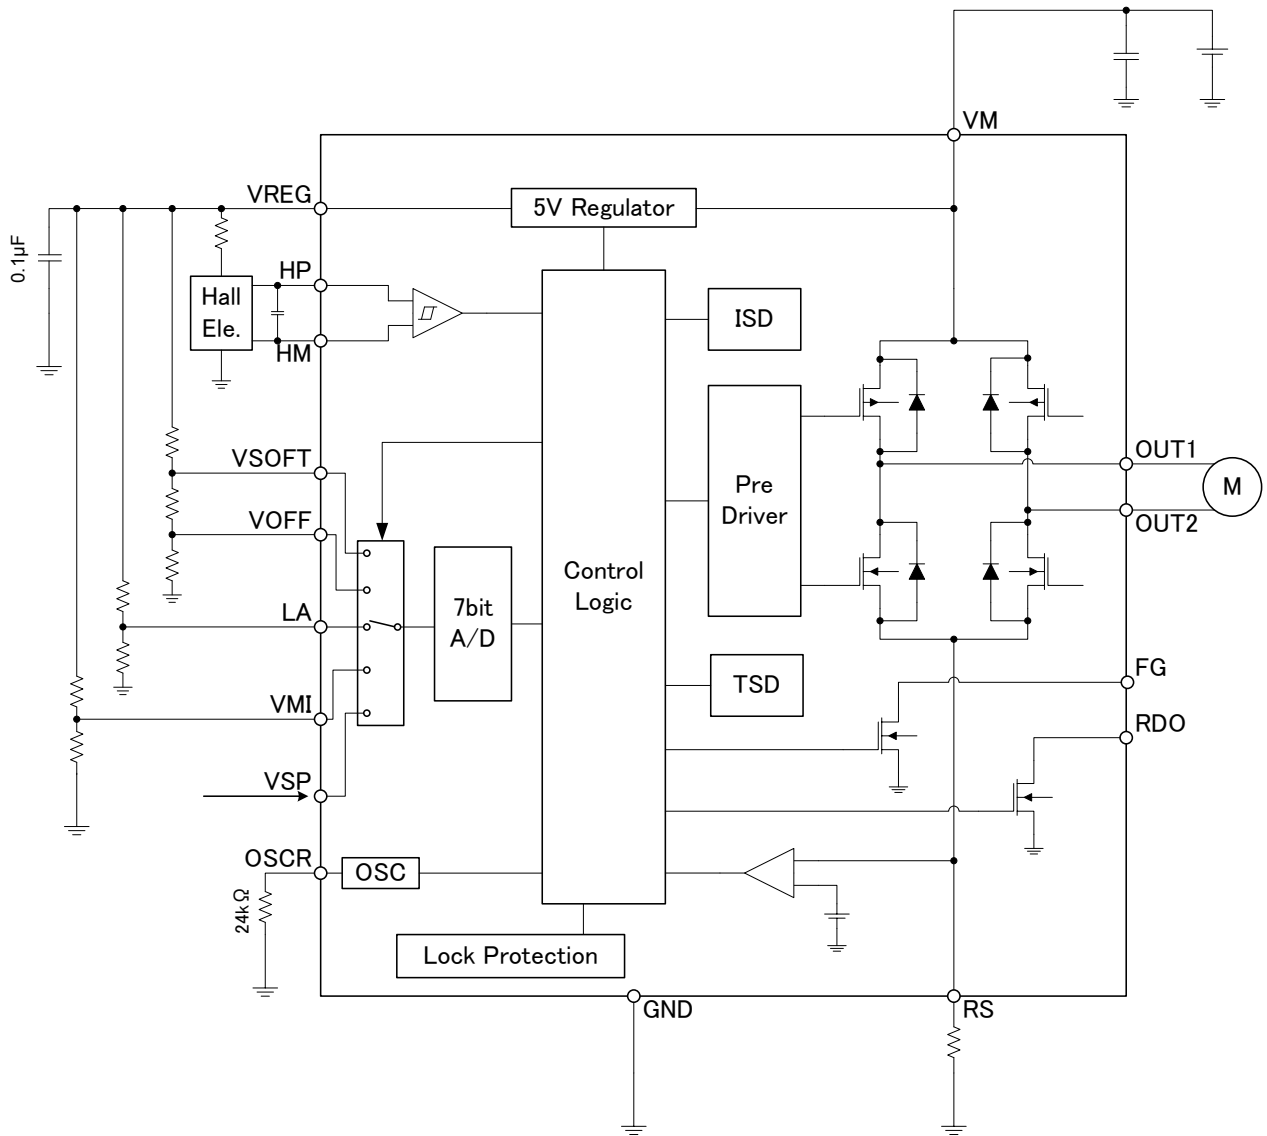 VM
VREG
5V Regulator
0.1μF
HP
Hall
Ele.
HM
ISD
VSOFT
OUT1
M
Pre
Driver
VOFF
OUT2
Control
Logic
LA
7bit
A/D
FG
TSD
VMI
RDO
VSP
OSCR
OSC
24kΩ
Lock Protection
GND
RS